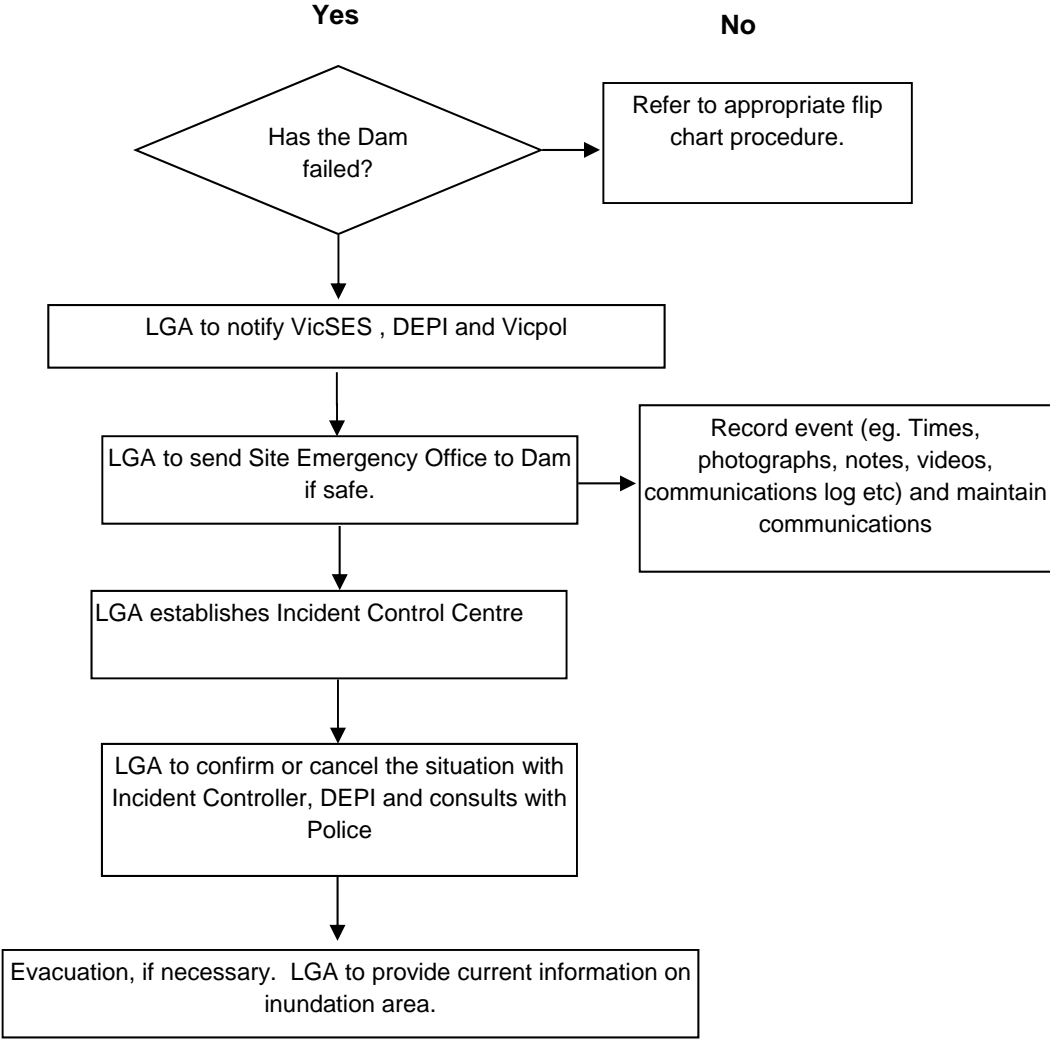 Yes
No
Has the Dam
failed?
Refer to appropriate flip
chart procedure.
LGA to notify VicSES , DEPI and Vicpol
LGA to send Site Emergency Office to Dam
if safe.
Record event (eg. Times,
photographs, notes, videos,
communications log etc) and maintain
communications
LGA establishes Incident Control Centre
LGA to confirm or cancel the situation with
Incident Controller, DEPI and consults with
Police
Evacuation, if necessary.  LGA to provide current information on
inundation area.